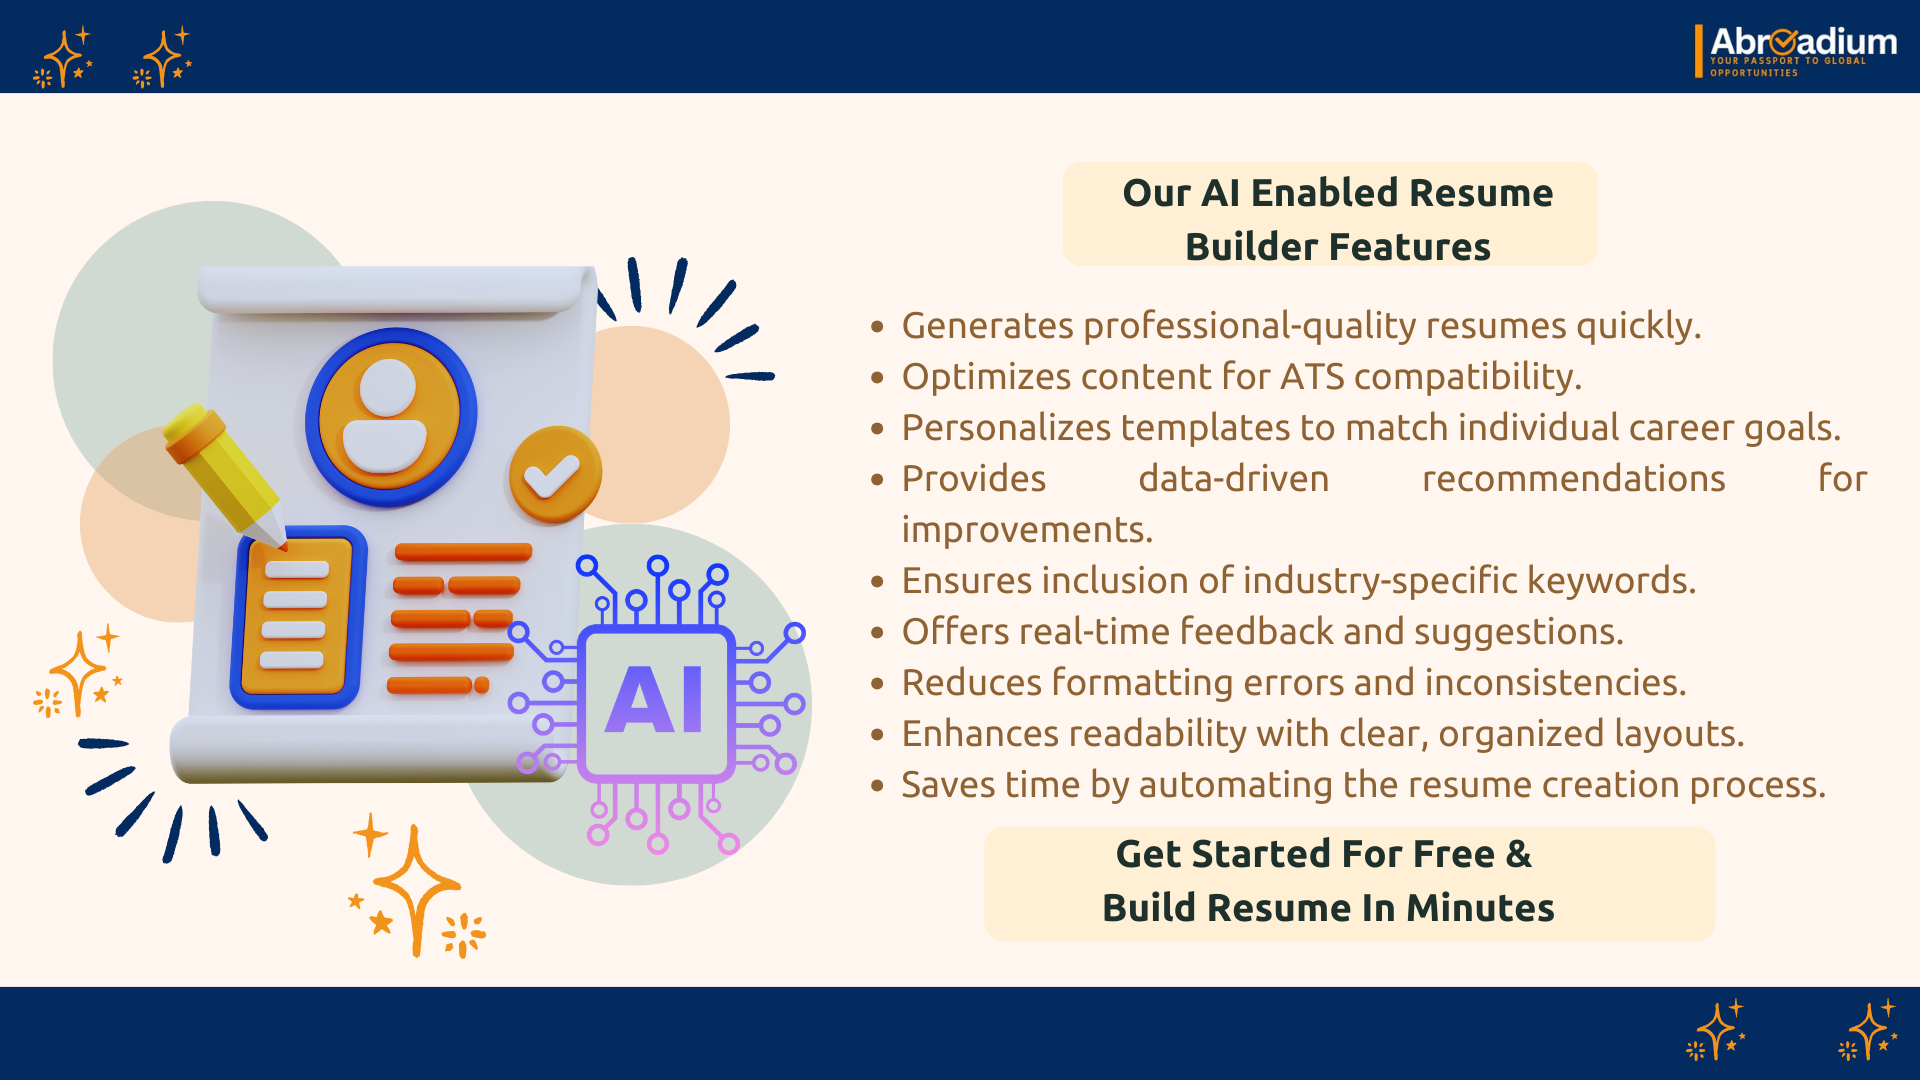 Abroadium
YOUR PASSPORT TO GLOBAL
OPPORTUNITIES
Our AI Enabled Resume
Builder Features
• Generates professional-quality resumes quickly.
• Optimizes content for ATS compatibility.
• Personalizes templates to match individual career goals.
• Provides data-driven recommendations for
improvements.
• Ensures inclusion of industry-specific keywords.
• Offers real-time feedback and suggestions.
• Reduces formatting errors and inconsistencies.
• Enhances readability with clear, organized layouts.
• Saves time by automating the resume creation process.
AI
Get Started For Free &
Build Resume In Minutes